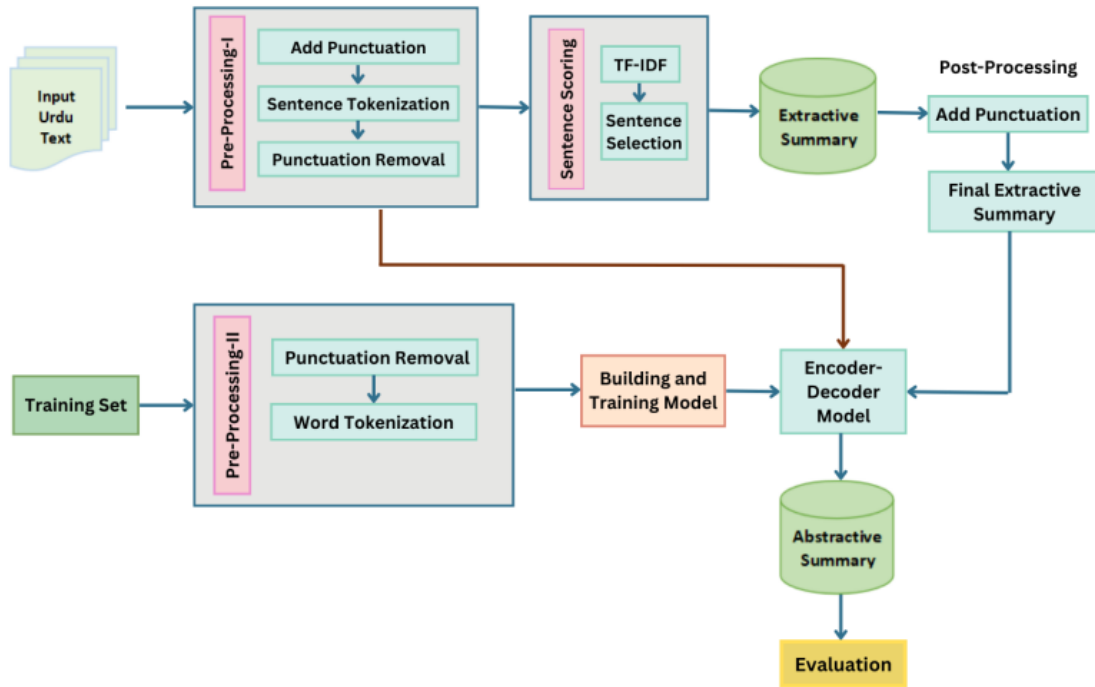 Input
Urdu
Text
Pre-Processing-I
Add Punctuation
Sentence Tokenization
Punctuation Removal
Sentence Scoring
TF-IDF
Sentence
Selection
Extractive
Summary
Post-Processing
Add Punctuation
Final Extractive
Summary
Training Set
Pre-Processing-II
Punctuation Removal
Word Tokenization
Building and
Training Model
Encoder-
Decoder
Model
Abstractive
Summary
Evaluation